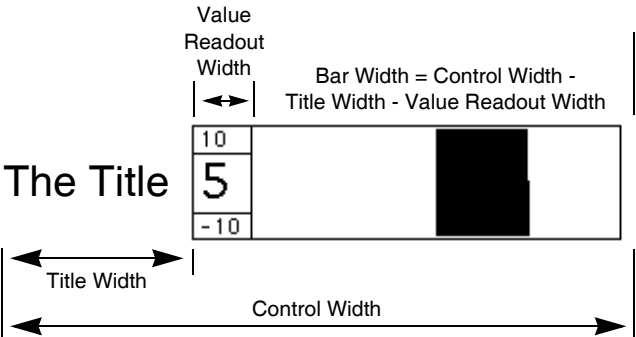 Value
Readout
Width
Bar Width = Control Width -
Title Width - Value Readout Width
10
The Title
5
-10
Title Width
Control Width